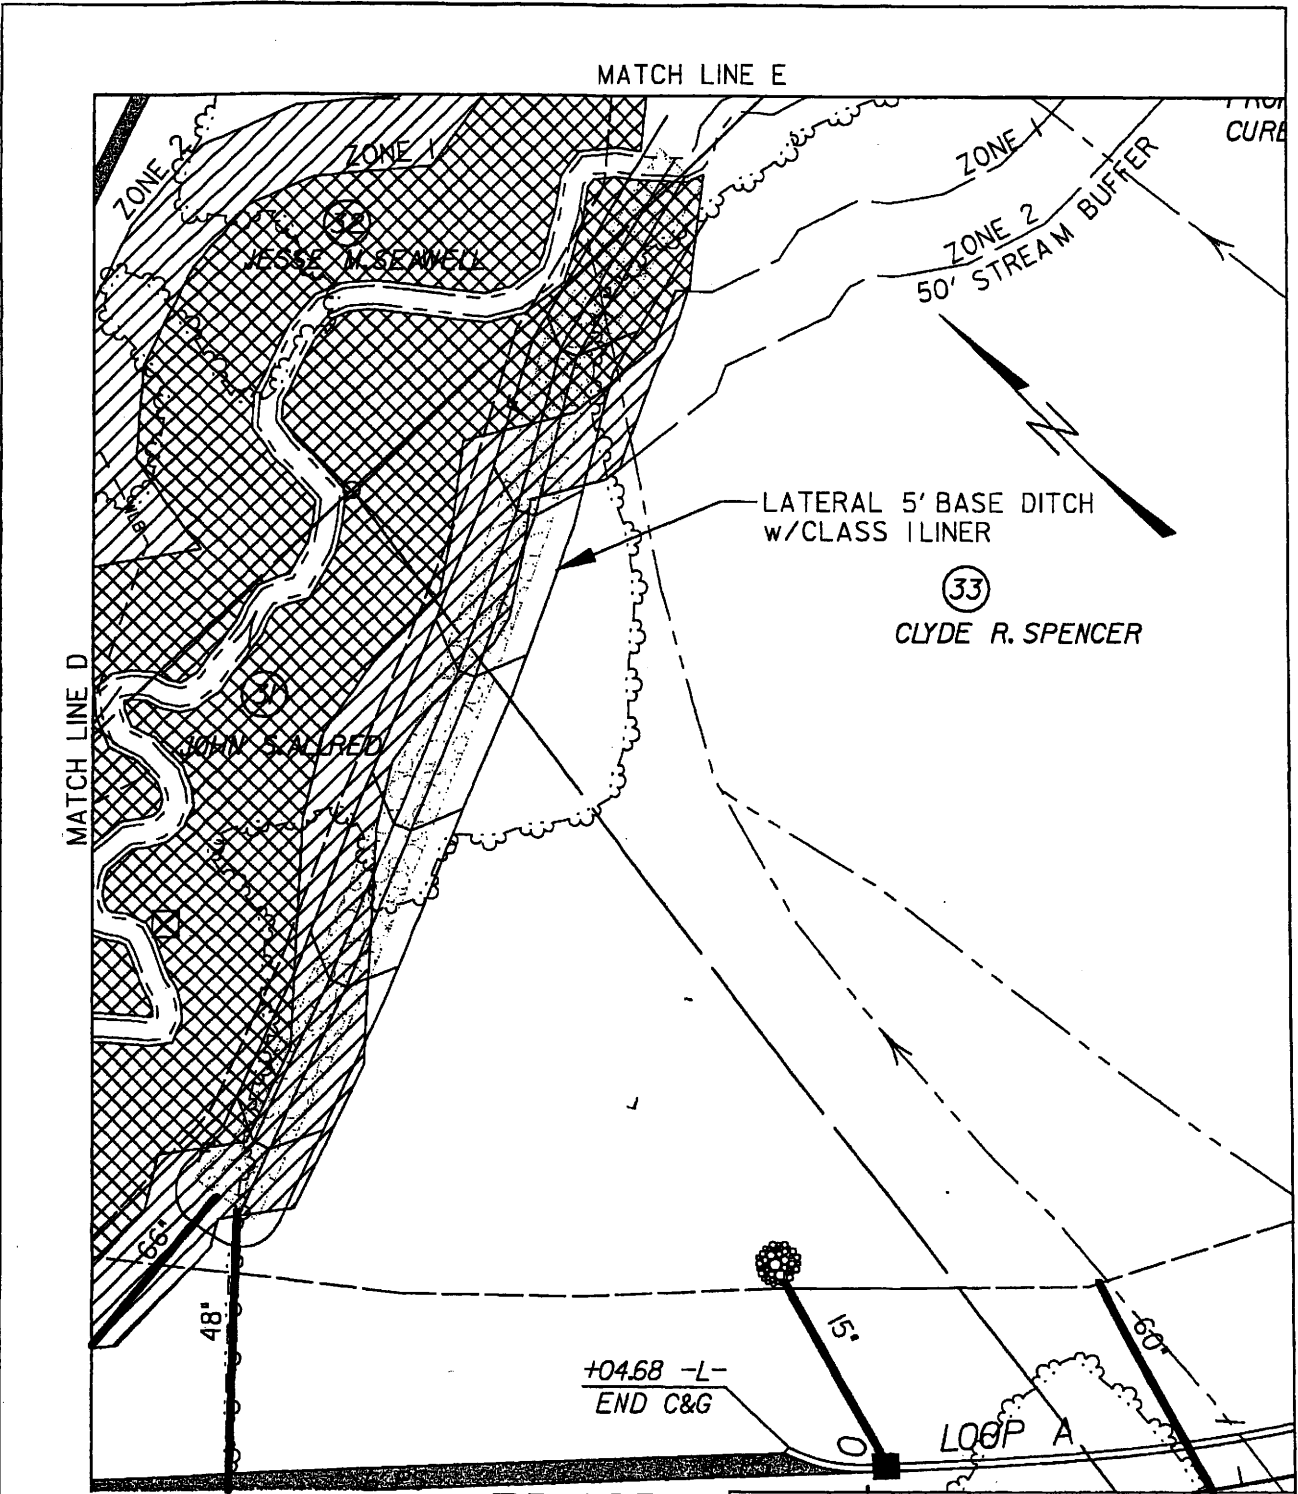 MATCH LINE E
CURE
ZONE 2
ZONE 1
ZONE 1
ZONE 2
50' STREAM BUFFER
32
JESSE M. SEAWELL
LATERAL 5' BASE DITCH
w/CLASS I LINER
33
CLYDE R. SPENCER
MATCH LINE D
31
JOHN S. ALLRED
66"
48"
15"
60"
+04.68 -L-
END C&G
LOOP A